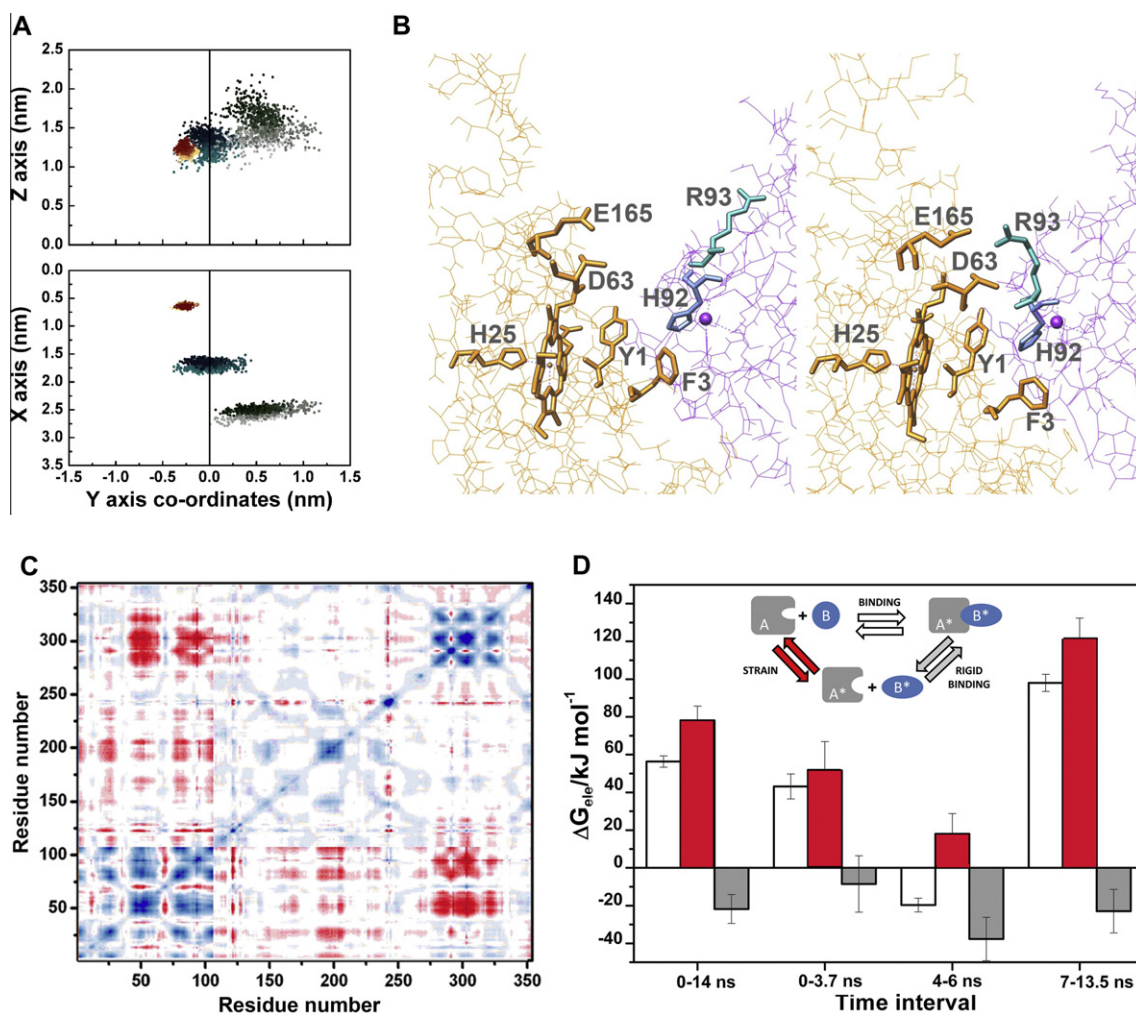 A
2.5
2.0
1.5
1.0
0.5
0.0
Z axis (nm)
0.5
1.0
1.5
2.0
2.5
3.0
3.5
X axis (nm)
-1.5 -1.0 -0.5 0.0 0.5 1.0 1.5
Y axis co-ordinates (nm)
B
E165
R93
D63
H92
H25
Y1
F3
E165
R93
D63
H25
Y1
H92
F3
C
350
300
250
200
150
100
50
Residue number
50 100 150 200 250 300 350
Residue number
D
140
120
100
80
60
40
20
0
-20
-40
ΔGele/kJ mol-1
BINDING
A + B
A* B*
STRAIN
RIGID
BINDING
A* + B*
0-14 ns 0-3.7 ns 4-6 ns 7-13.5 ns
Time interval